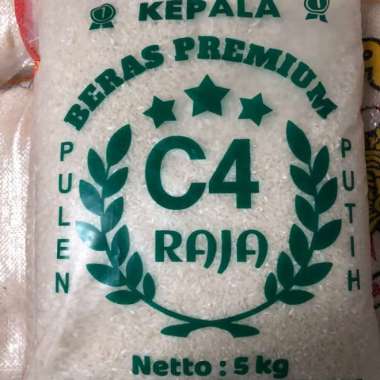 KEPALA
BERAS PREMIUM
PULEN
C4
RAJA
PUTIH
Netto : 5 kg